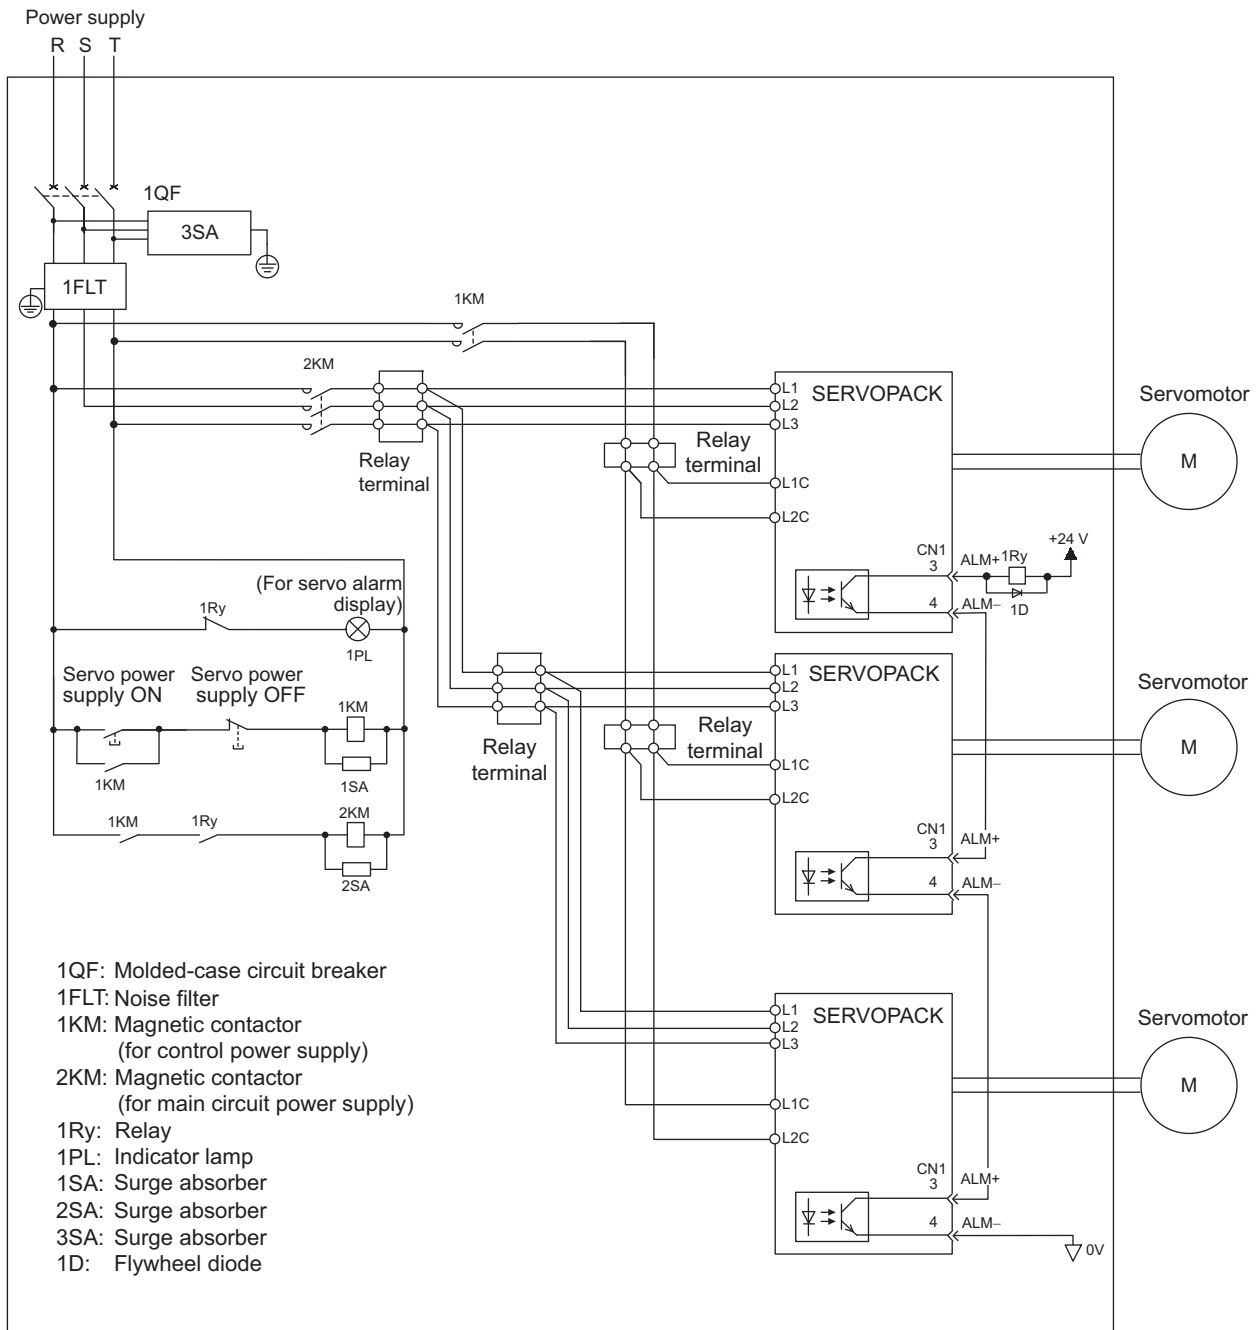 Power supply
R S T
1QF
3SA
1FLT
1KM
2KM
SERVOPACK
L1
L2
L3
Relay
terminal
Relay
terminal
L1C
L2C
Servomotor
M
CN1
3
ALM+
1Ry
+24 V
1D
4
ALM–
(For servo alarm
display)
1Ry
1PL
Servo power
supply ON
Servo power
supply OFF
1KM
1KM
1SA
1KM
1Ry
2KM
2SA
SERVOPACK
L1
L2
L3
Relay
terminal
Relay
terminal
L1C
L2C
Servomotor
M
CN1
3
ALM+
4
ALM–
SERVOPACK
L1
L2
L3
L1C
L2C
Servomotor
M
CN1
3
ALM+
4
ALM–
0V
1QF: Molded-case circuit breaker
1FLT: Noise filter
1KM: Magnetic contactor
(for control power supply)
2KM: Magnetic contactor
(for main circuit power supply)
1Ry: Relay
1PL: Indicator lamp
1SA: Surge absorber
2SA: Surge absorber
3SA: Surge absorber
1D: Flywheel diode